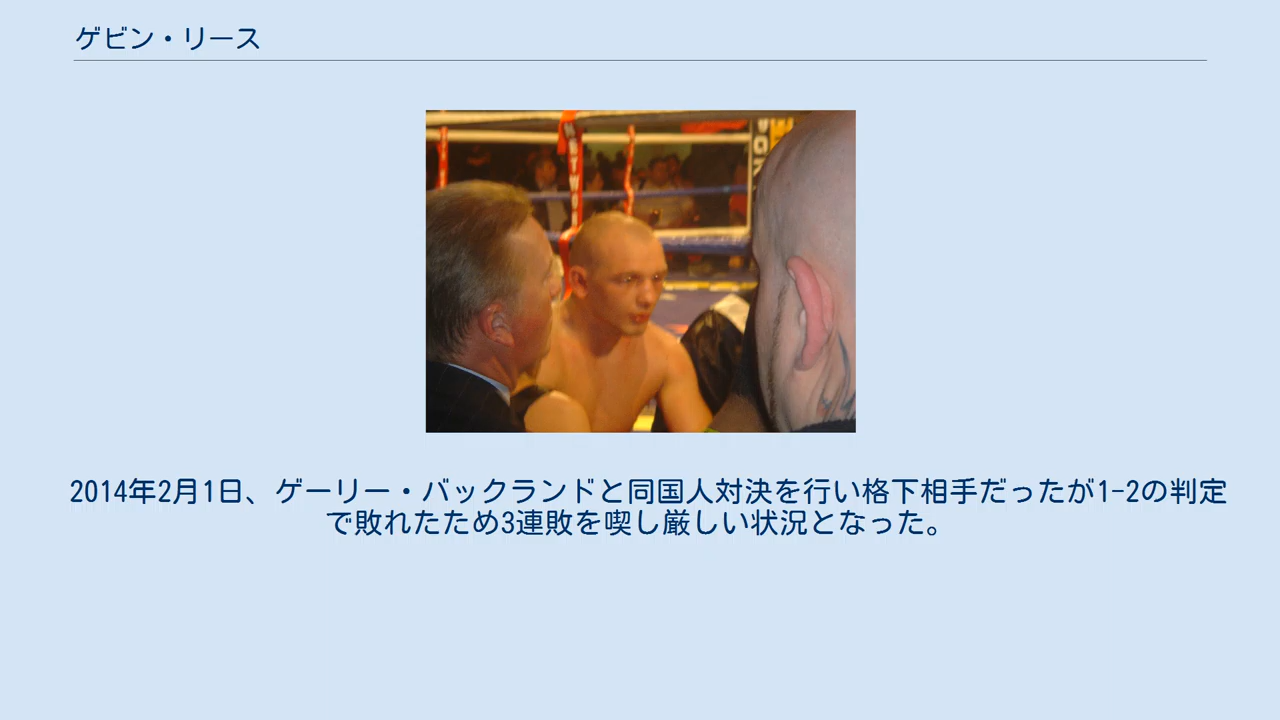 ゲビン・リース
2014年2月1日、ゲーリー・バックランドと同国人対決を行い格下相手だったが1-2の判定
で敗れたため3連敗を喫し厳しい状況となった。